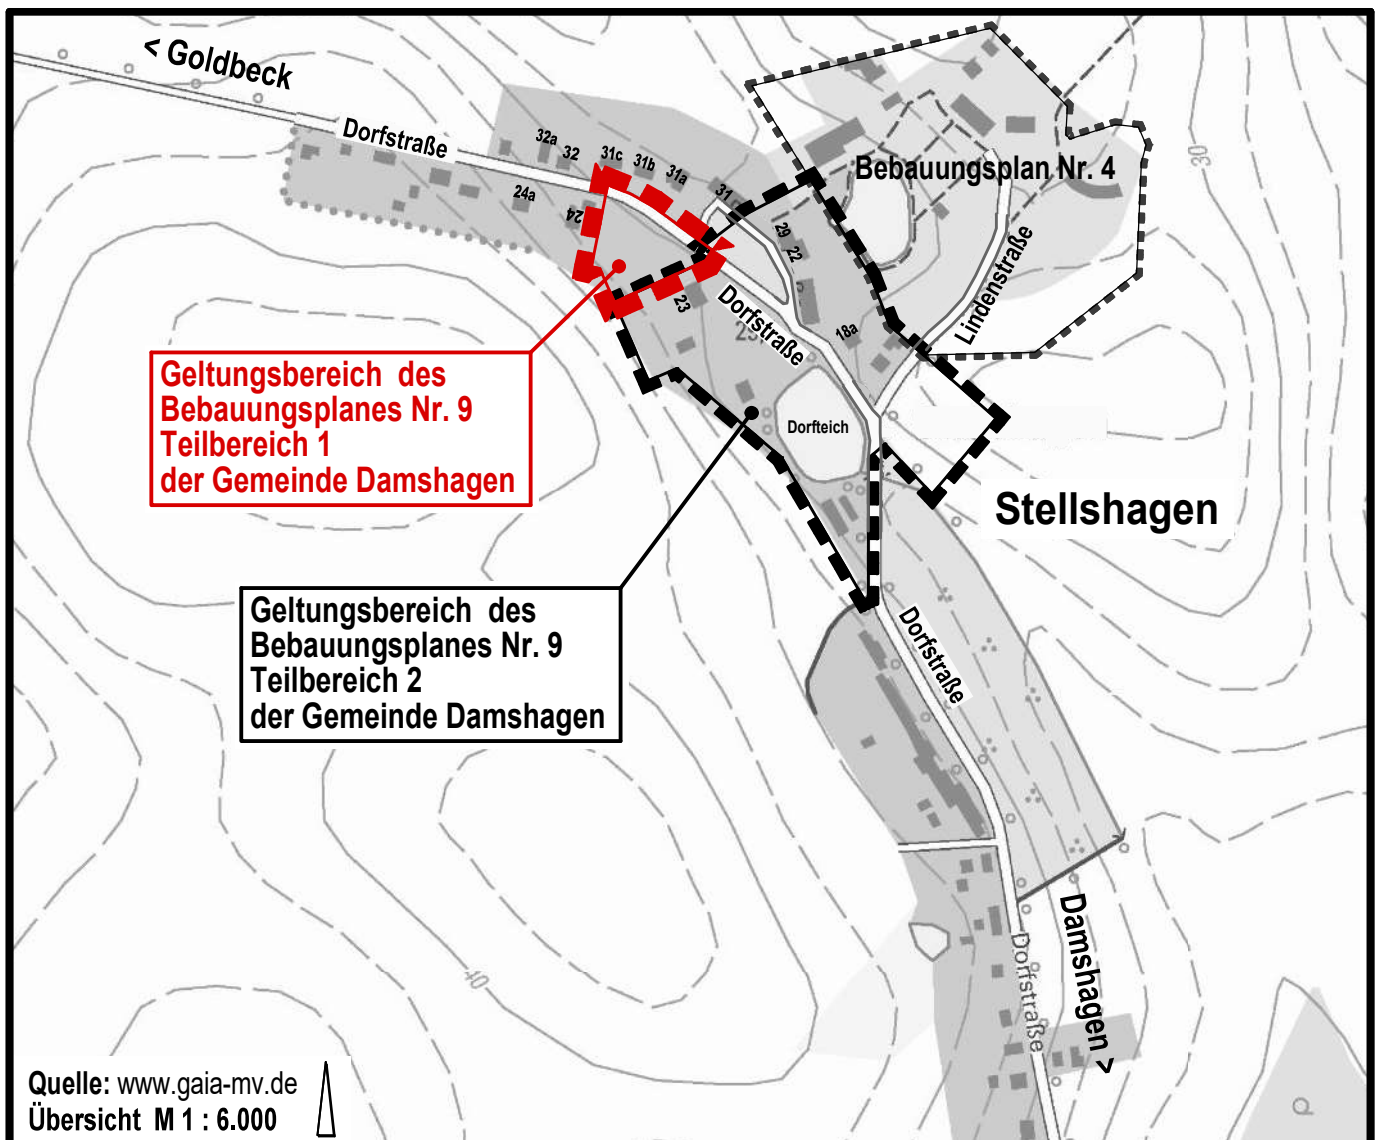 < Goldbeck
Dorfstraße
32a
32
31c
31b
31a
31
24a
24
29
22
23
18a
Bebauungsplan Nr. 4
30
Lindenstraße
Dorfstraße
Geltungsbereich des
Bebauungsplanes Nr. 9
Teilbereich 1
der Gemeinde Damshagen
Dorfteich
Stellshagen
Geltungsbereich des
Bebauungsplanes Nr. 9
Teilbereich 2
der Gemeinde Damshagen
Dorfstraße
40
Dorfstraße
Damshagen >
Quelle: www.gaia-mv.de
Übersicht M 1 : 6.000